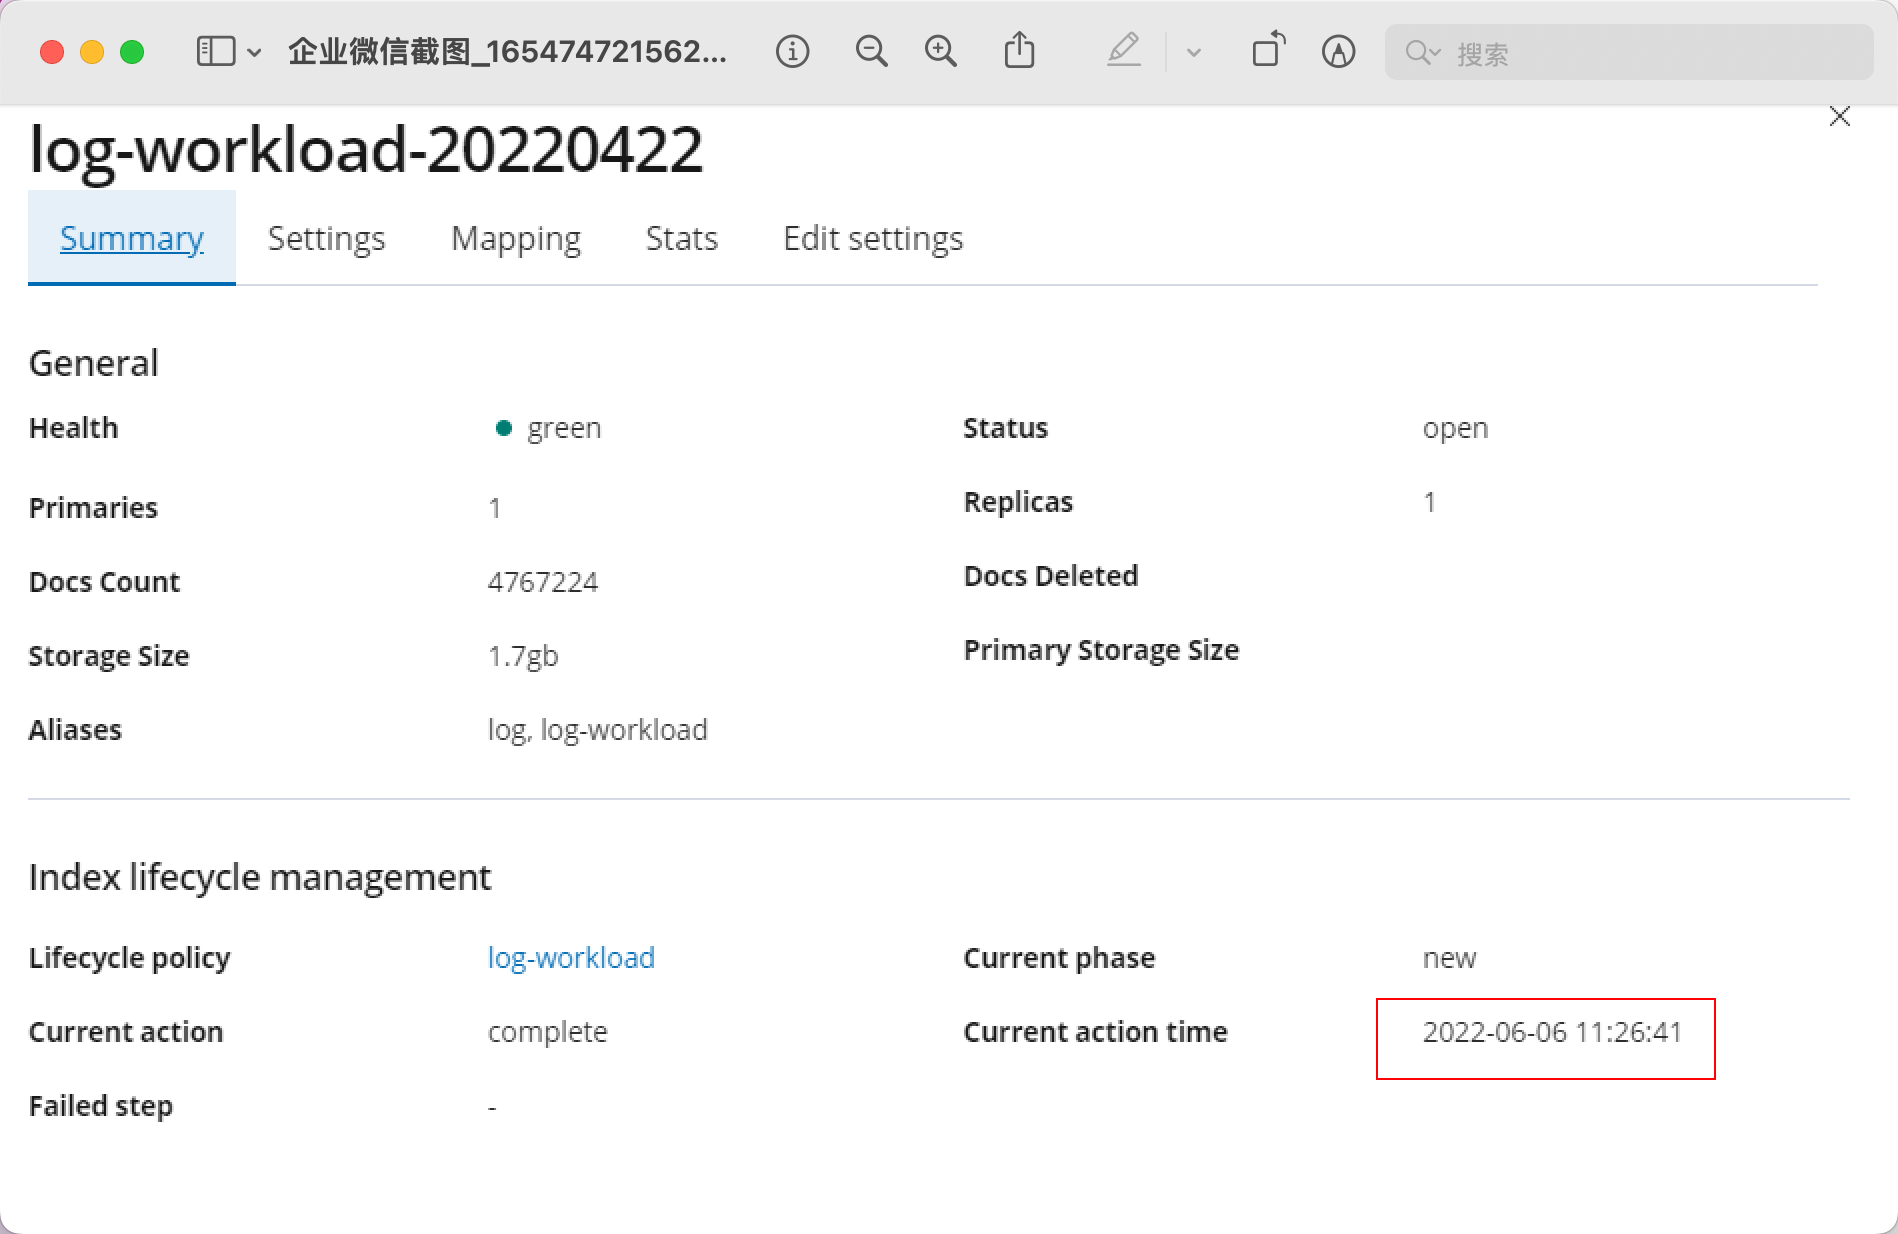 企业微信截图_165474721562...
搜索
log-workload-20220422
Summary Settings Mapping Stats Edit settings
General
Health green Status open
Primaries 1 Replicas 1
Docs Count 4767224 Docs Deleted
Storage Size 1.7gb Primary Storage Size
Aliases log, log-workload
Index lifecycle management
Lifecycle policy log-workload Current phase new
Current action complete Current action time 2022-06-06 11:26:41
Failed step -